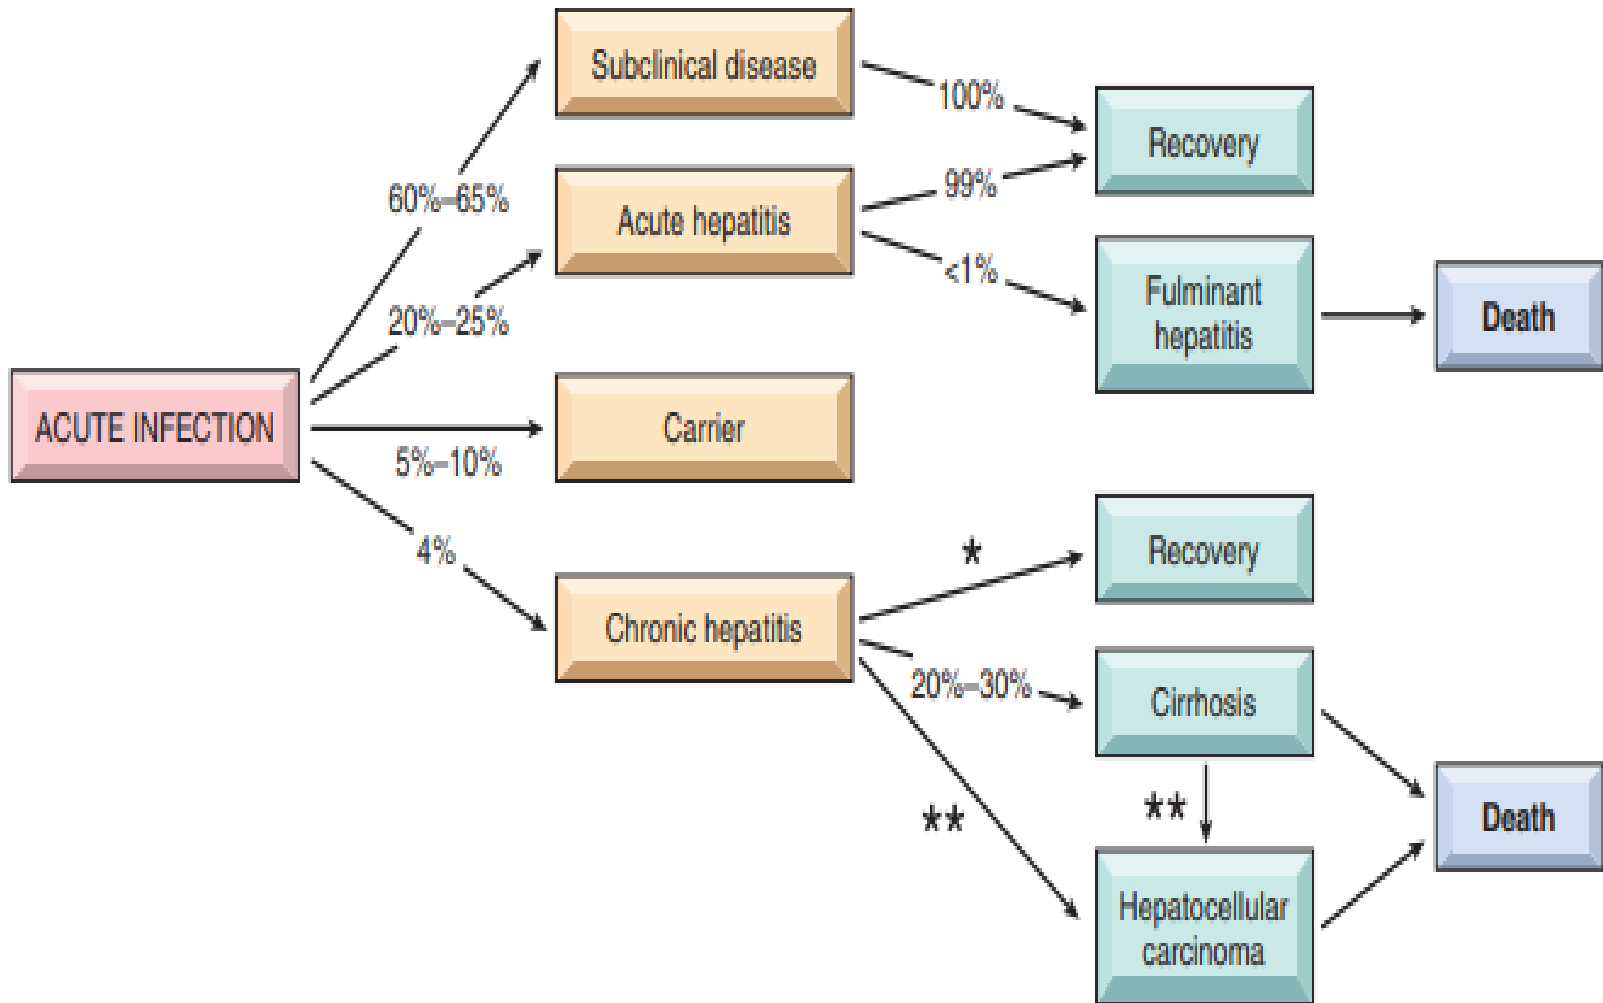 Subclinical disease
100%
Recovery
60%–65%
Acute hepatitis
99%
<1%
Fulminant
hepatitis
Death
20%–25%
ACUTE INFECTION
Carrier
5%–10%
4%
Chronic hepatitis
*
Recovery
20%–30%
Cirrhosis
**
**
Death
Hepatocellular
carcinoma